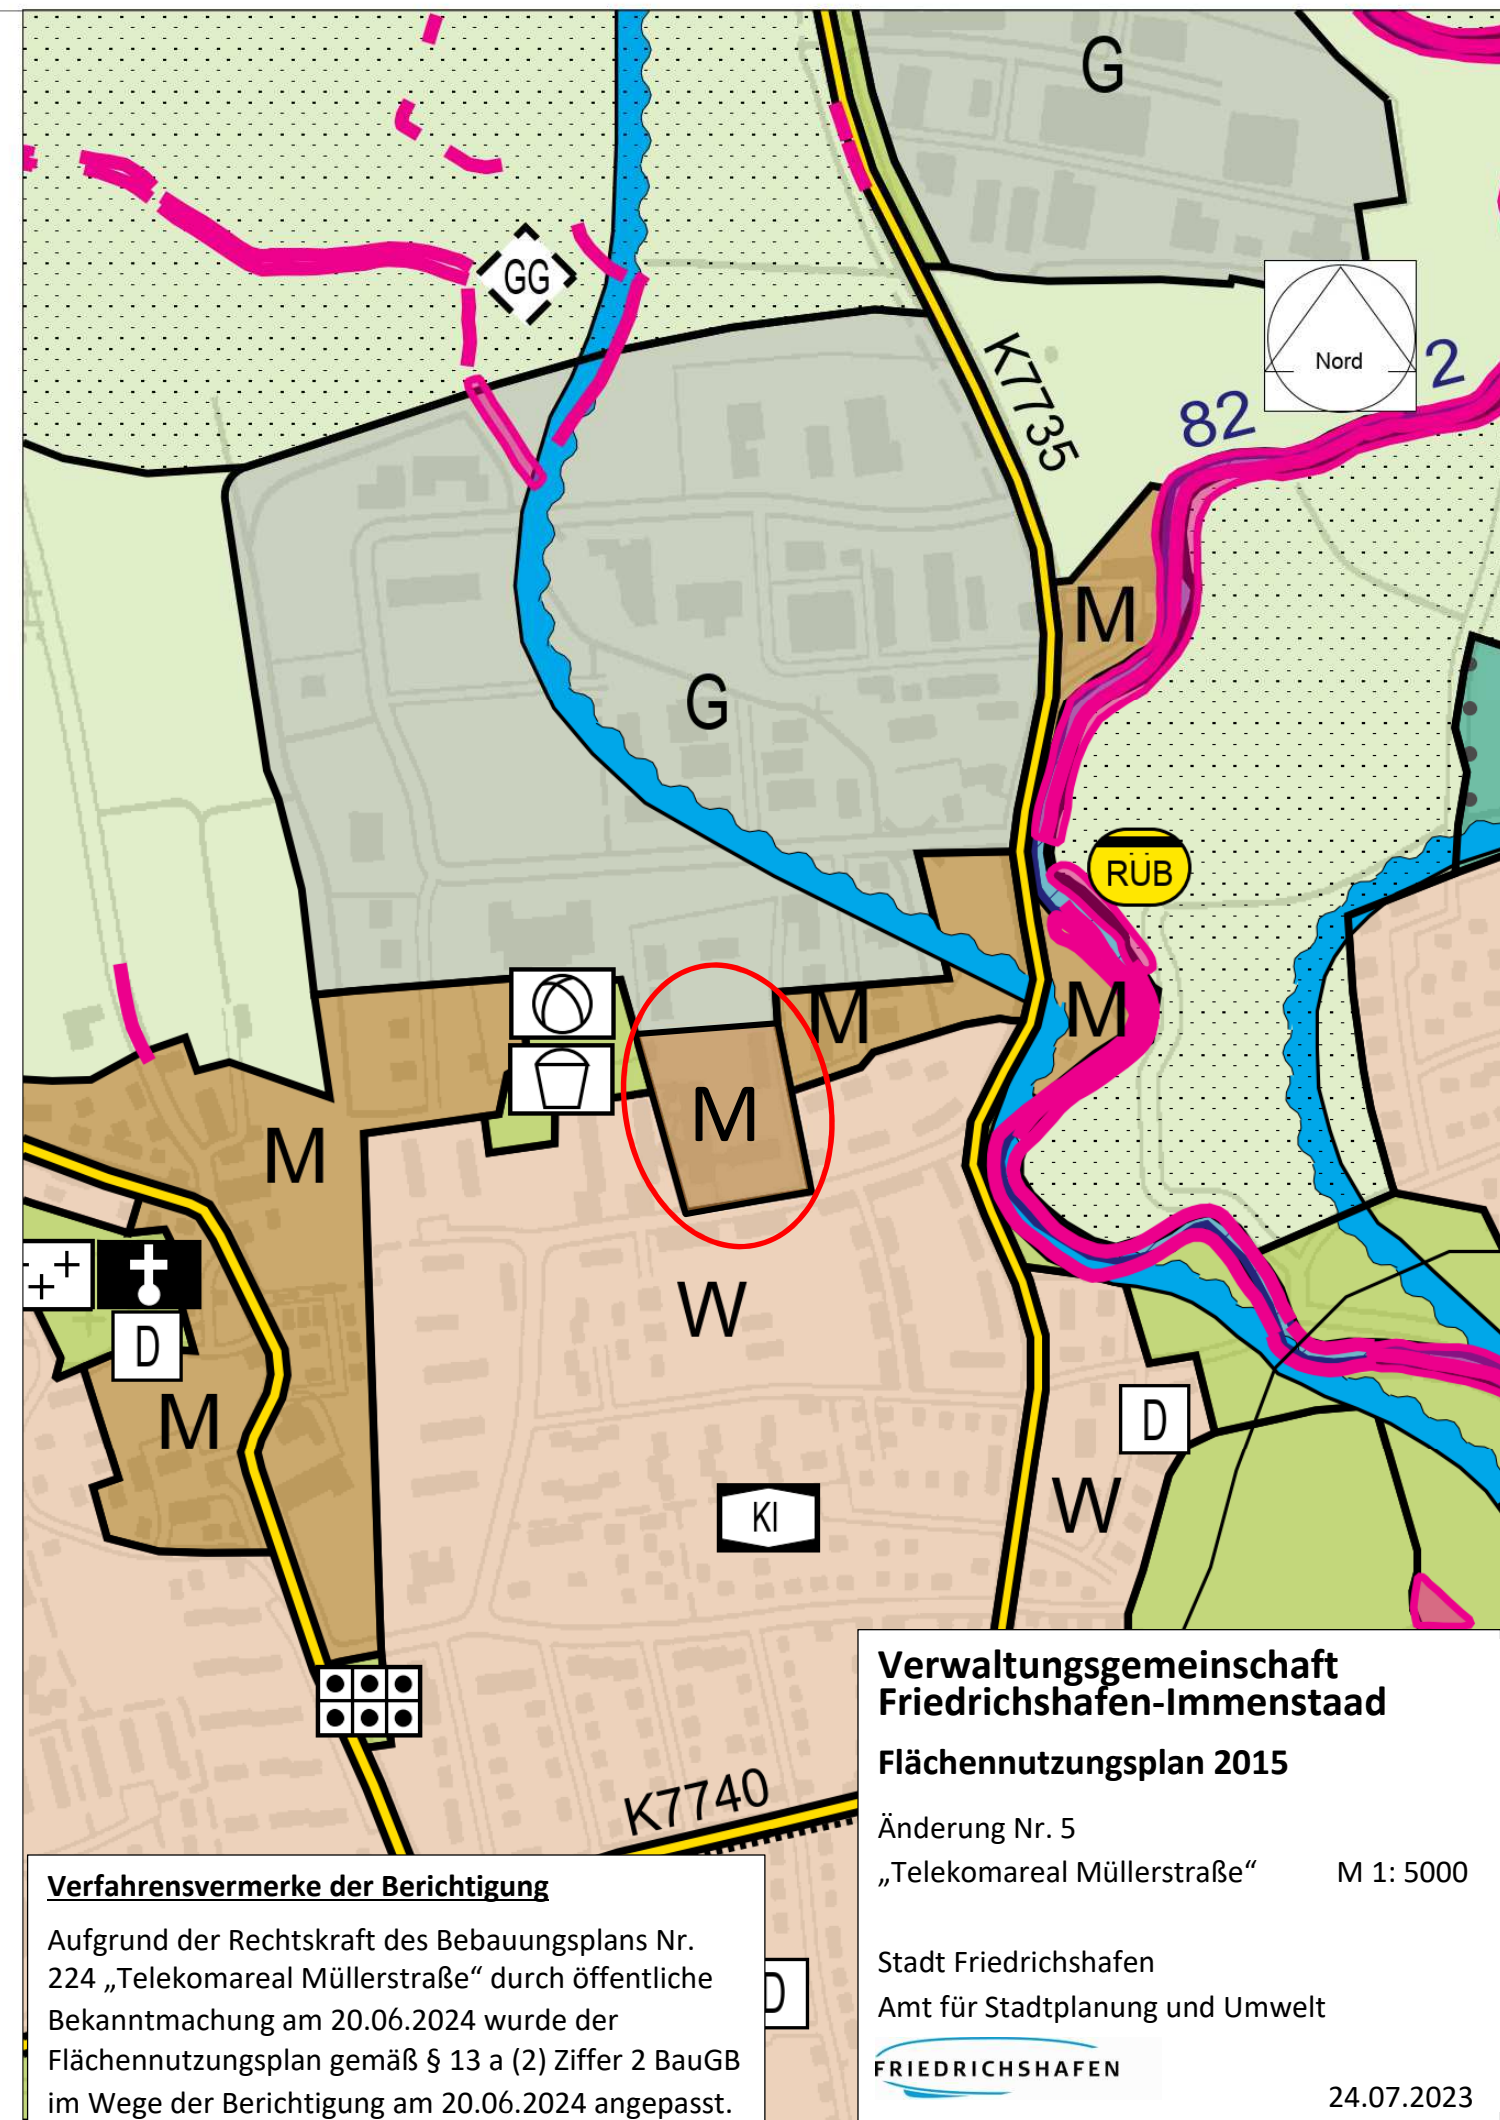 G
GG
K7735
Nord
82
2
M
G
RÜB
M
M
M
M
W
D
M
D
KI
W
K7740
D
Verwaltungsgemeinschaft
Friedrichshafen-Immenstaad
Flächennutzungsplan 2015
Änderung Nr. 5
„Telekomareal Müllerstraße“ M 1: 5000
Stadt Friedrichshafen
Amt für Stadtplanung und Umwelt
FRIEDRICHSHAFEN
24.07.2023
Verfahrensvermerke der Berichtigung
Aufgrund der Rechtskraft des Bebauungsplans Nr.
224 „Telekomareal Müllerstraße“ durch öffentliche
Bekanntmachung am 20.06.2024 wurde der
Flächennutzungsplan gemäß § 13 a (2) Ziffer 2 BauGB
im Wege der Berichtigung am 20.06.2024 angepasst.